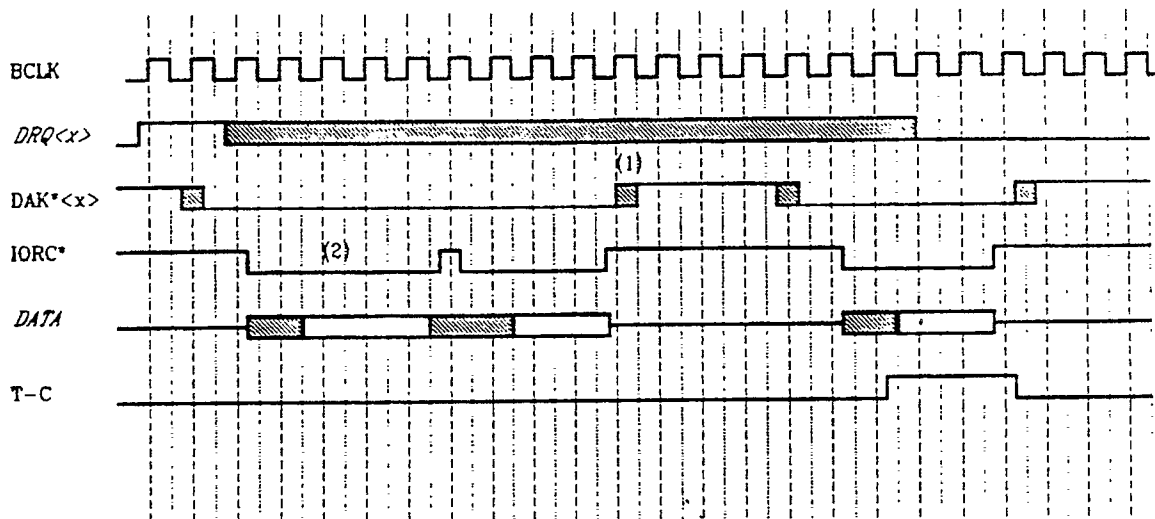 BCLK
DRQ<x>
(1)
DAK*<x>
IORC*
(2)
DATA
T-C